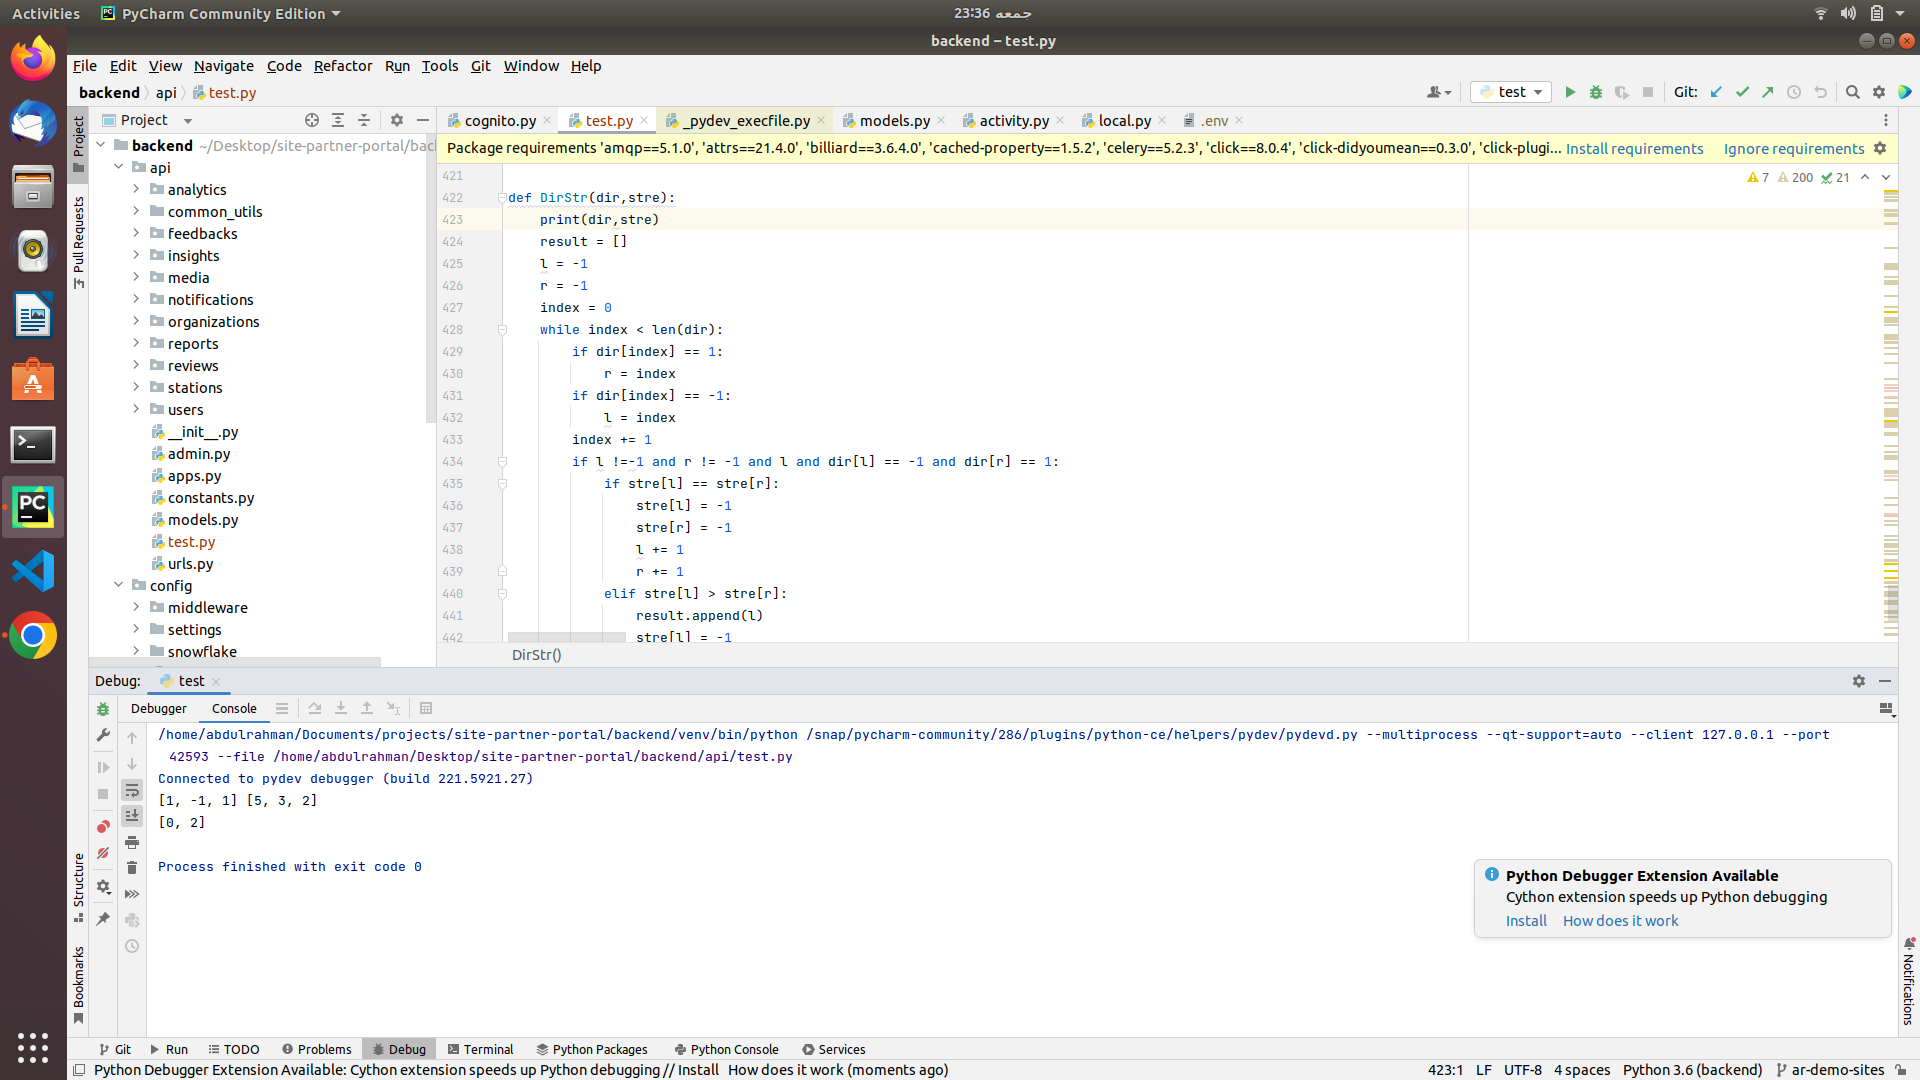 Activities
PyCharm Community Edition
23:36 جمعه
backend – test.py
File Edit View Navigate Code Refactor Run Tools Git Window Help
backend api test.py
test
Git:
Project
cognito.py
test.py
_pydev_execfile.py
models.py
activity.py
local.py
.env
Package requirements 'amqp==5.1.0', 'attrs==21.4.0', 'billiard==3.6.4.0', 'cached-property==1.5.2', 'celery==5.2.3', 'click==8.0.4', 'click-didyoumean==0.3.0', 'click-plugi... Install requirements Ignore requirements
7 200 21
Project
Pull Requests
Structure
Bookmarks
Notifications
backend ~/Desktop/site-partner-portal/bac
api
analytics
common_utils
feedbacks
insights
media
notifications
organizations
reports
reviews
stations
users
__init__.py
admin.py
apps.py
constants.py
models.py
test.py
urls.py
config
middleware
settings
snowflake
421
422 def DirStr(dir,stre):
423 print(dir,stre)
424 result = []
425 l = -1
426 r = -1
427 index = 0
428 while index < len(dir):
429 if dir[index] == 1:
430 r = index
431 if dir[index] == -1:
432 l = index
433 index += 1
434 if l !=-1 and r != -1 and l and dir[l] == -1 and dir[r] == 1:
435 if stre[l] == stre[r]:
436 stre[l] = -1
437 stre[r] = -1
438 l += 1
439 r += 1
440 elif stre[l] > stre[r]:
441 result.append(l)
442 stre[l] = -1
DirStr()
Debug: test
Debugger Console
/home/abdulrahman/Documents/projects/site-partner-portal/backend/venv/bin/python /snap/pycharm-community/286/plugins/python-ce/helpers/pydev/pydevd.py --multiprocess --qt-support=auto --client 127.0.0.1 --port
42593 --file /home/abdulrahman/Desktop/site-partner-portal/backend/api/test.py
Connected to pydev debugger (build 221.5921.27)
[1, -1, 1] [5, 3, 2]
[0, 2]
Process finished with exit code 0
Python Debugger Extension Available
Cython extension speeds up Python debugging
Install How does it work
Git Run TODO Problems Debug Terminal Python Packages Python Console Services
Python Debugger Extension Available: Cython extension speeds up Python debugging // Install How does it work (moments ago)
423:1 LF UTF-8 4 spaces Python 3.6 (backend) ar-demo-sites